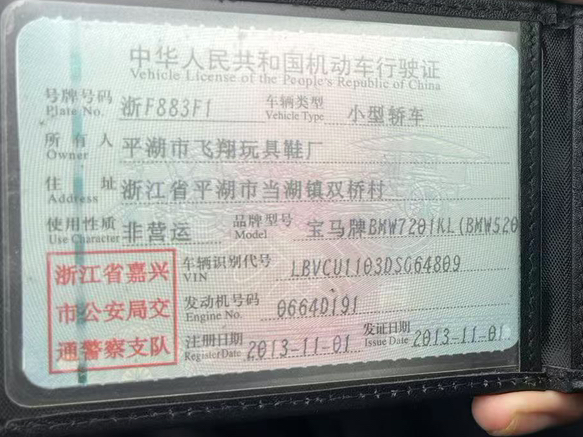 中华人民共和国机动车行驶证
Vehicle License of the People's Republic of China
号牌号码 浙F883F1 车辆类型 小型轿车
Plate No. Vehicle Type
所有人 平湖市飞翔玩具鞋厂
Owner
住址 浙江省平湖市当湖镇双桥村
Address
使用性质 非营运 品牌型号 宝马牌BMW7201KL(BMW520
Use Character Model
浙江省嘉兴
市公安局交
通警察支队
车辆识别代号 LBVCU1103DSG64809
VIN
发动机号码 0664D191
Engine No.
注册日期 2013-11-01 发证日期 2013-11-01
Register Date Issue Date